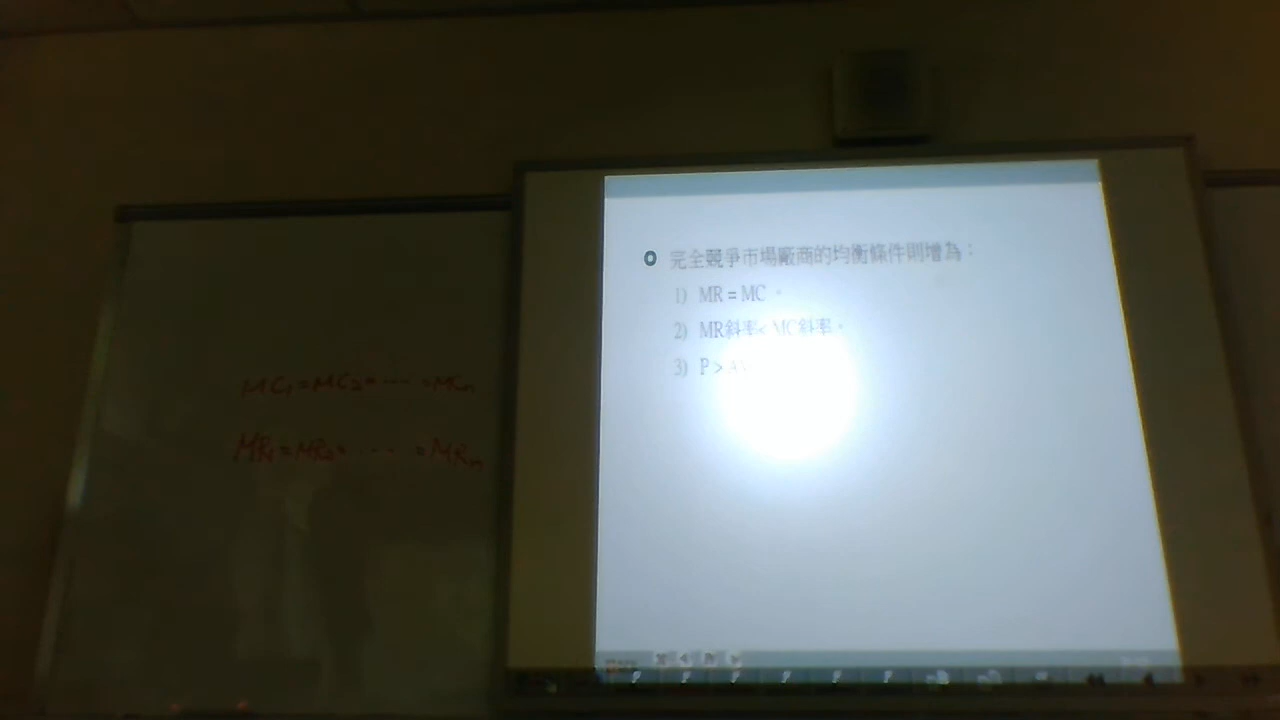 MC₁=MC₂=……=MCₙ
MR₁=MR₂=……=MRₙ
完全競爭市場廠商的均衡條件則增為：
1) MR = MC。
2) MR斜率< MC斜率。
3) P >